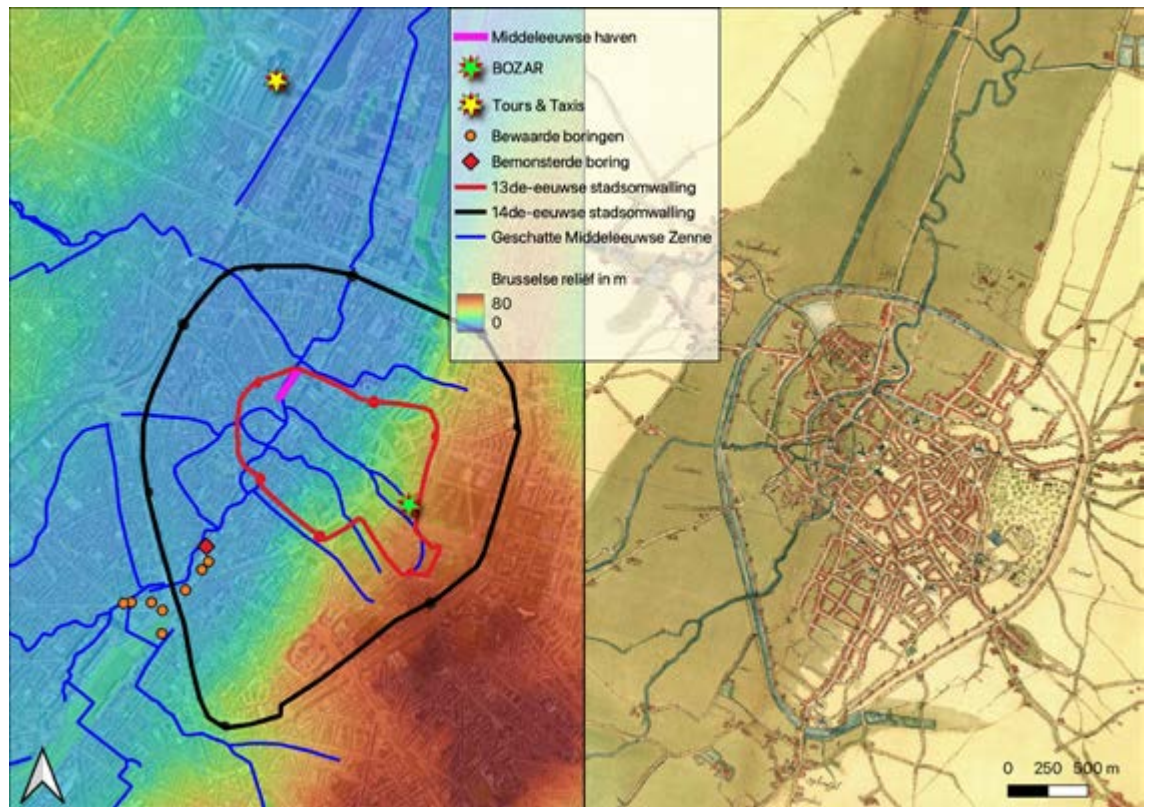 Middeleeuwse haven
BOZAR
Tours & Taxis
Bewaarde boringen
Bemonsterde boring
13de-eeuwse stadsomwalling
14de-eeuwse stadsomwalling
Geschatte Middeleeuwse Zenne
Brusselse reliëf in m
80
0
0 250 500 m